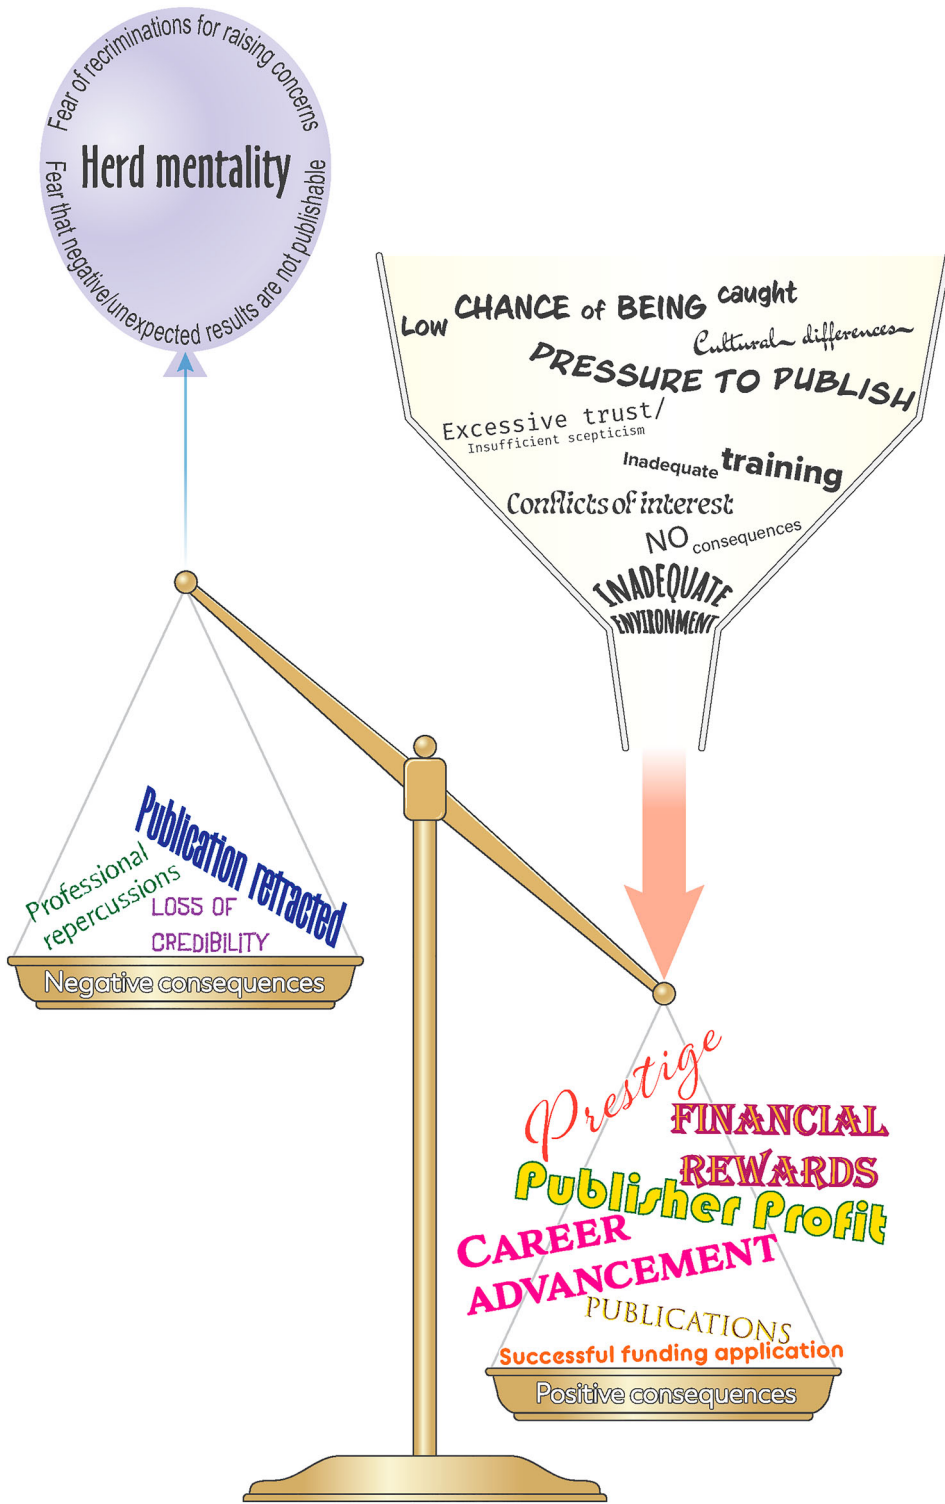 Fear of recriminations for raising concerns
Herd mentality
Fear that negative/unexpected results are not publishable
Low CHANCE of BEING caught
Cultural differences
PRESSURE TO PUBLISH
Excessive trust/
Insufficient scepticism
Inadequate training
Conflicts of interest
NO consequences
INADEQUATE
ENVIRONMENT
Publication retracted
Professional
repercussions
LOSS OF
CREDIBILITY
Negative consequences
Prestige
FINANCIAL
REWARDS
Publisher Profit
CAREER
ADVANCEMENT
PUBLICATIONS
Successful funding application
Positive consequences